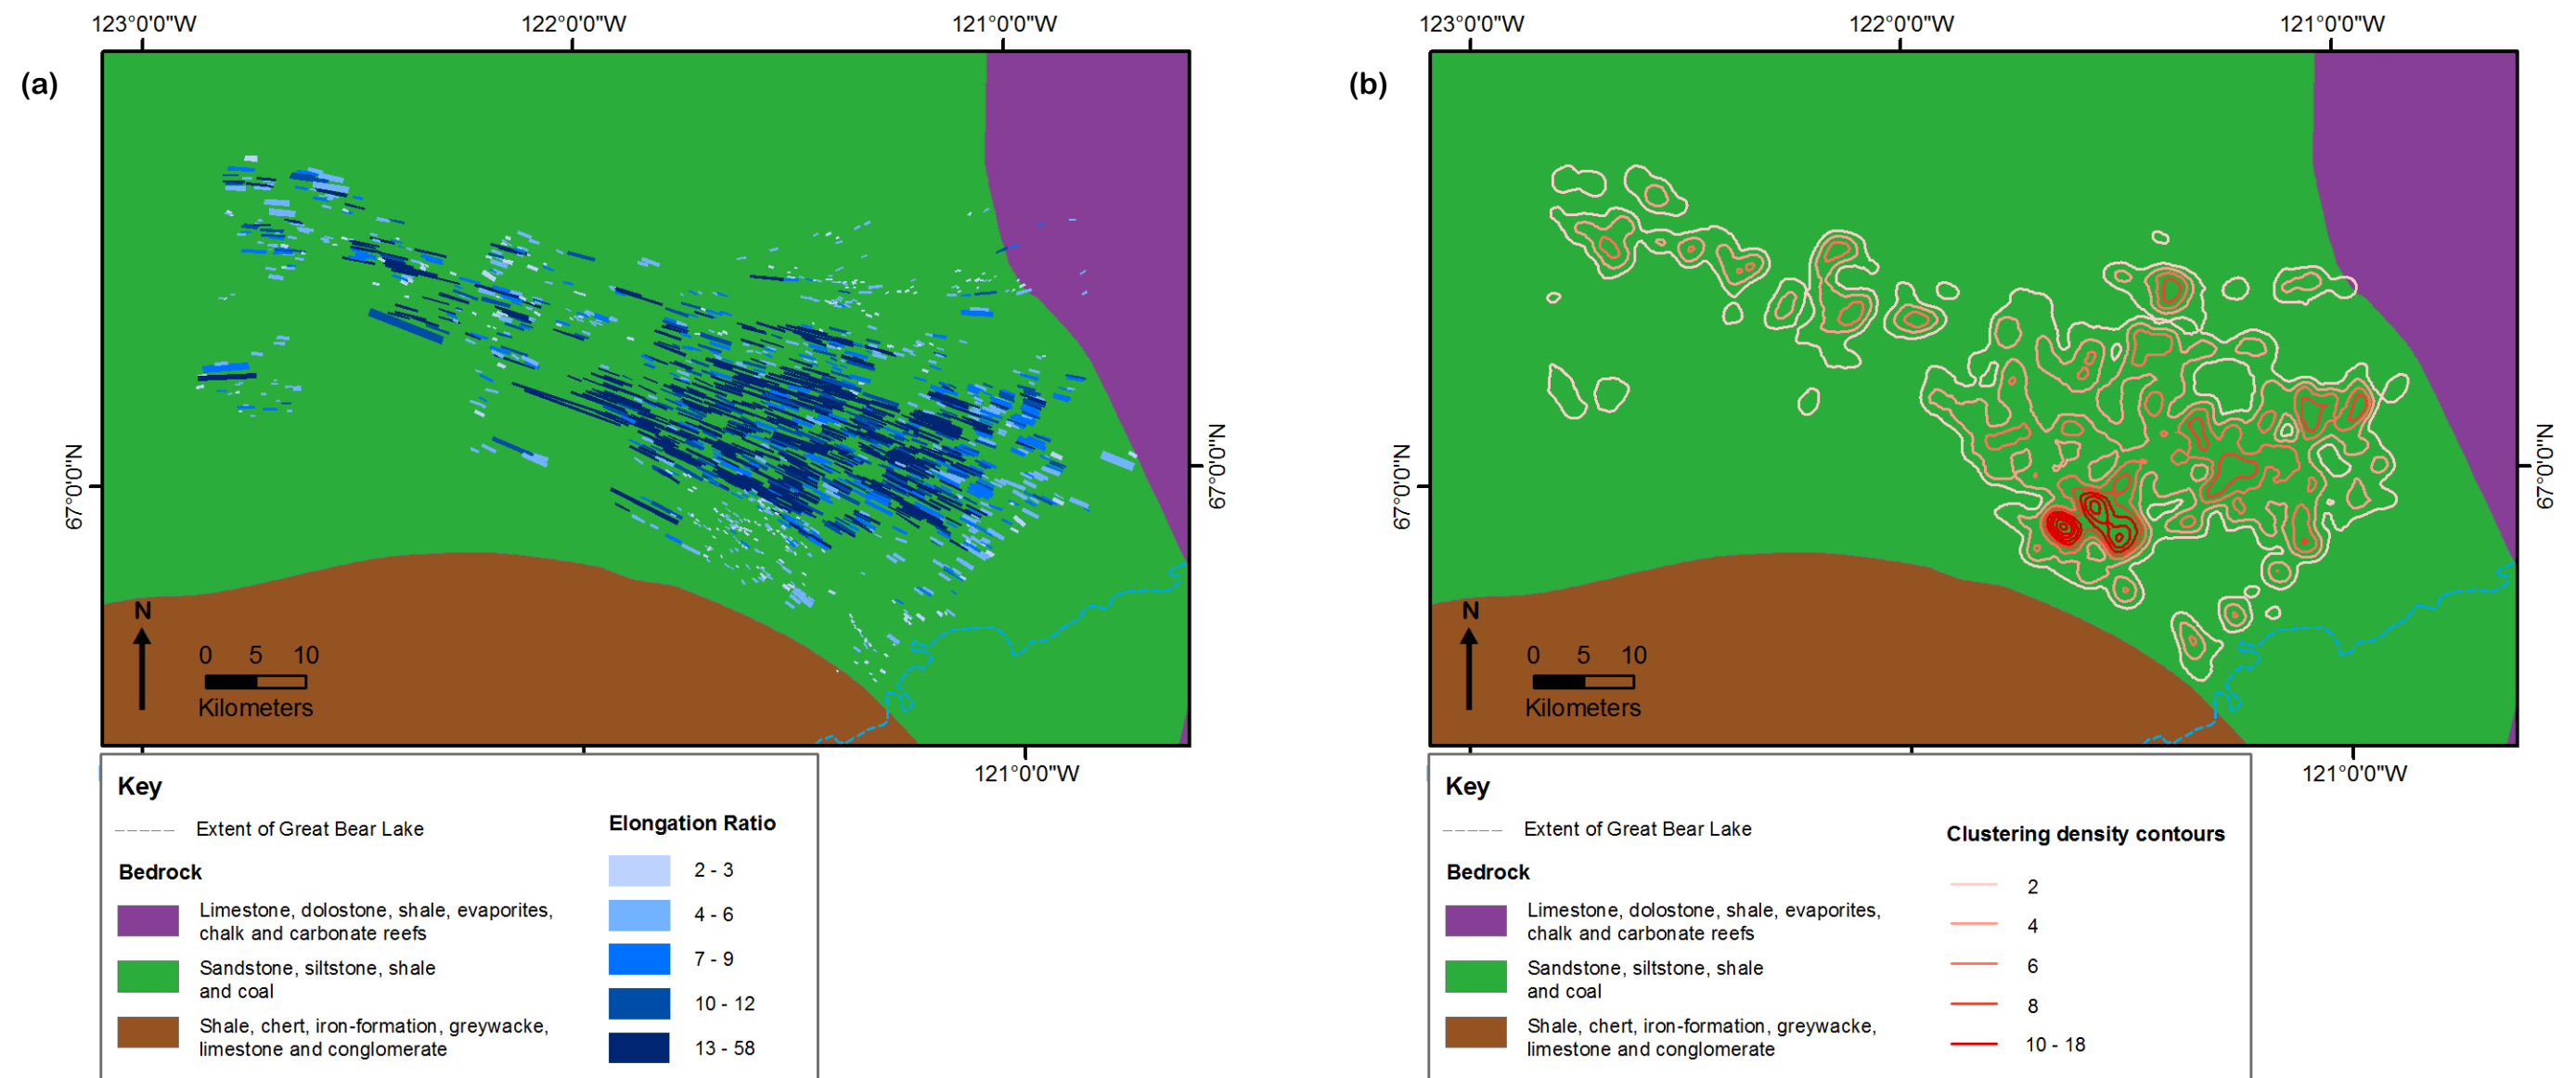 123°0'0"W 122°0'0"W 121°0'0"W
(a)
67°0'0"N
67°0'0"N
N
0 5 10
Kilometers
121°0'0"W
Key
Extent of Great Bear Lake
Bedrock
Limestone, dolostone, shale, evaporites,
chalk and carbonate reefs
Sandstone, siltstone, shale
and coal
Shale, chert, iron-formation, greywacke,
limestone and conglomerate
Elongation Ratio
2 - 3
4 - 6
7 - 9
10 - 12
13 - 58
123°0'0"W 122°0'0"W 121°0'0"W
(b)
67°0'0"N
67°0'0"N
N
0 5 10
Kilometers
121°0'0"W
Key
Extent of Great Bear Lake
Bedrock
Limestone, dolostone, shale, evaporites,
chalk and carbonate reefs
Sandstone, siltstone, shale
and coal
Shale, chert, iron-formation, greywacke,
limestone and conglomerate
Clustering density contours
2
4
6
8
10 - 18